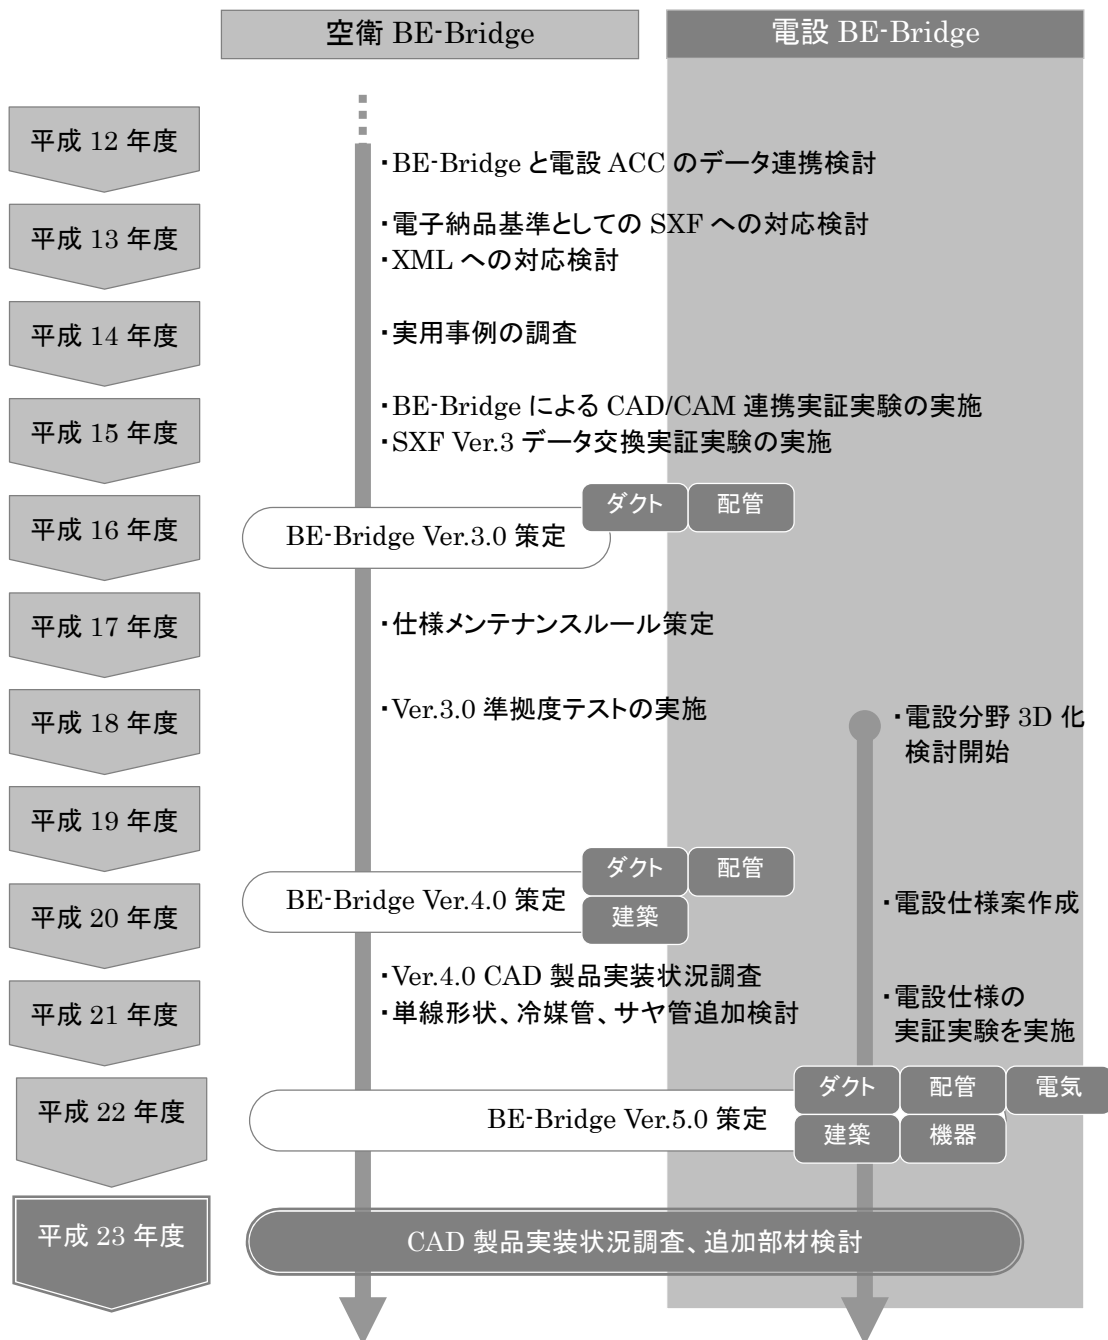 空衛 BE-Bridge
電設 BE-Bridge
平成 12 年度
・BE-Bridge と電設 ACC のデータ連携検討
平成 13 年度
・電子納品基準としての SXF への対応検討
・XML への対応検討
平成 14 年度
・実用事例の調査
平成 15 年度
・BE-Bridge による CAD/CAM 連携実証実験の実施
・SXF Ver.3 データ交換実証実験の実施
平成 16 年度
BE-Bridge Ver.3.0 策定
ダクト
配管
平成 17 年度
・仕様メンテナンスルール策定
平成 18 年度
・Ver.3.0 準拠度テストの実施
・電設分野 3D 化
検討開始
平成 19 年度
平成 20 年度
BE-Bridge Ver.4.0 策定
ダクト
配管
建築
・電設仕様案作成
平成 21 年度
・Ver.4.0 CAD 製品実装状況調査
・単線形状、冷媒管、サヤ管追加検討
・電設仕様の
実証実験を実施
平成 22 年度
BE-Bridge Ver.5.0 策定
ダクト
配管
電気
建築
機器
平成 23 年度
CAD 製品実装状況調査、追加部材検討